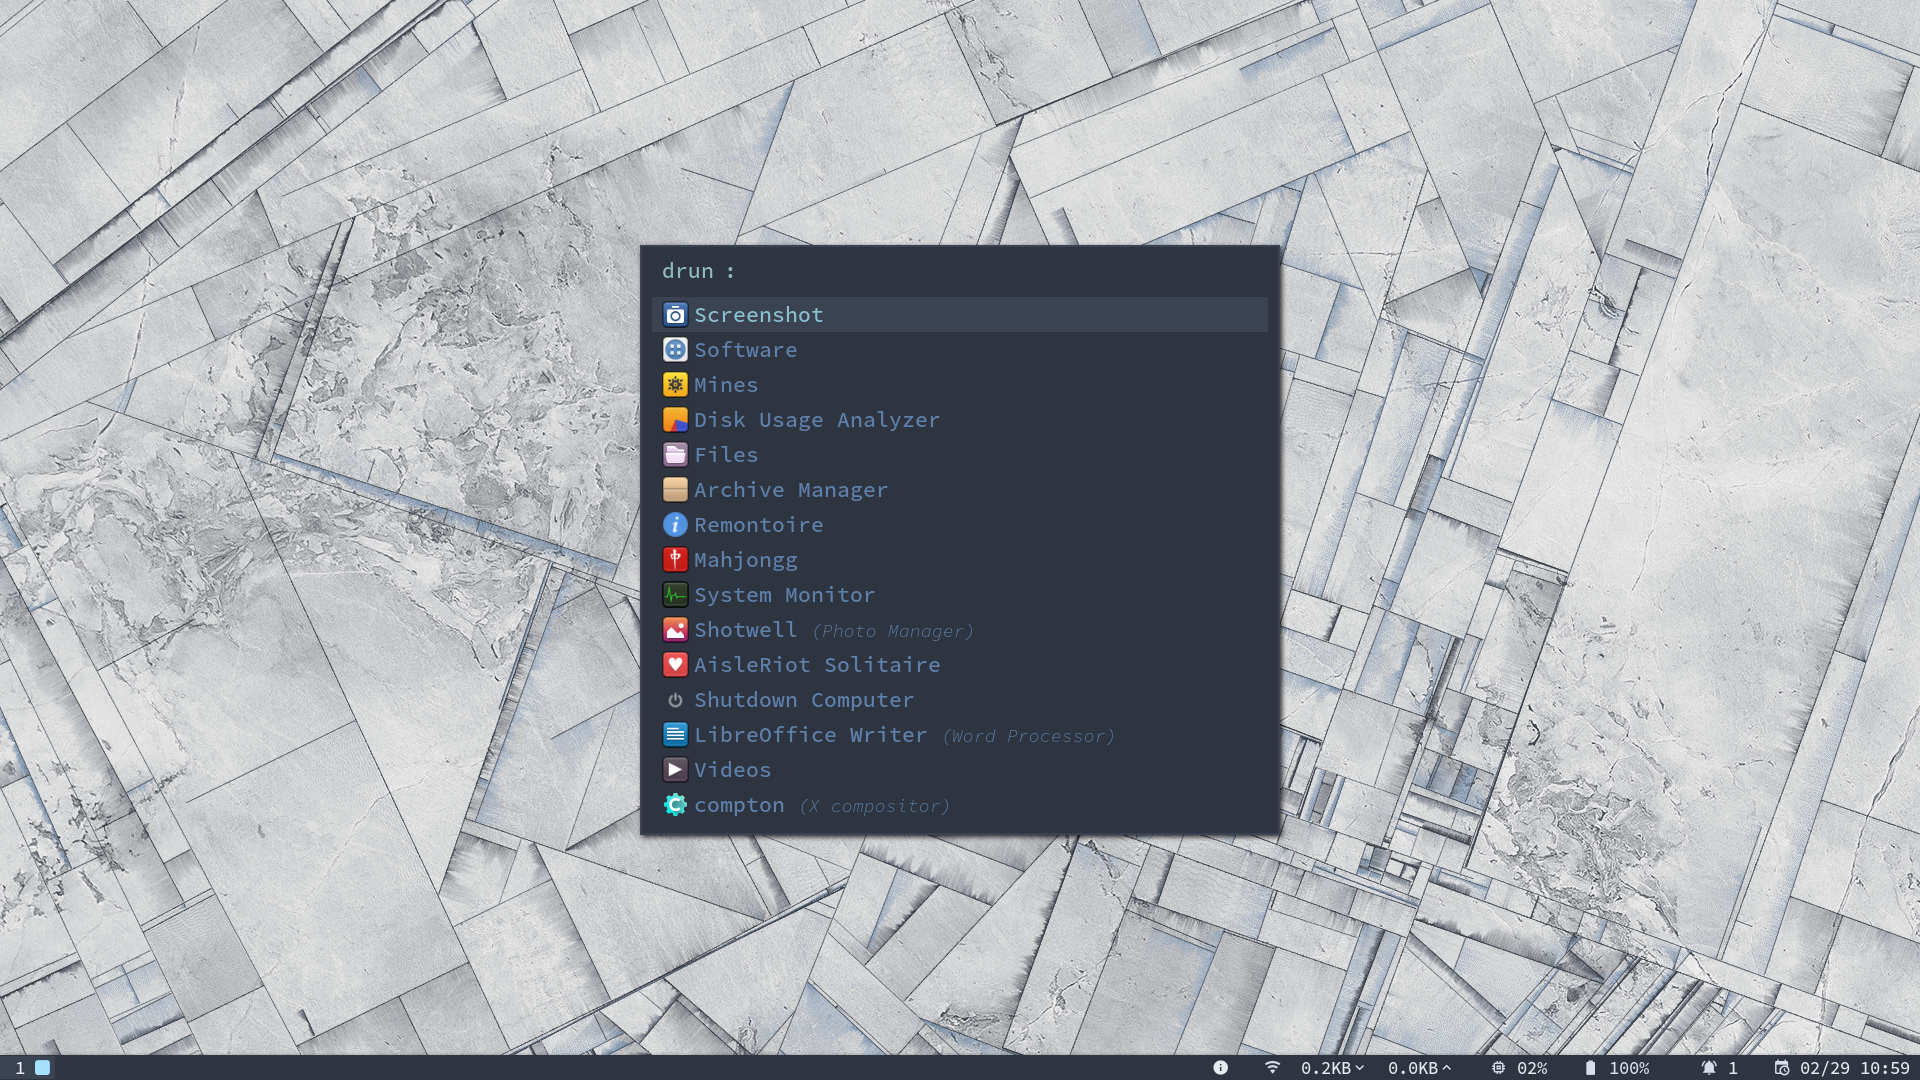 drun :
Screenshot
Software
Mines
Disk Usage Analyzer
Files
Archive Manager
Remontoire
Mahjongg
System Monitor
Shotwell (Photo Manager)
AisleRiot Solitaire
Shutdown Computer
LibreOffice Writer (Word Processor)
Videos
compton (X compositor)
1 0.2KB 0.0KB 02% 100% 1 02/29 10:59